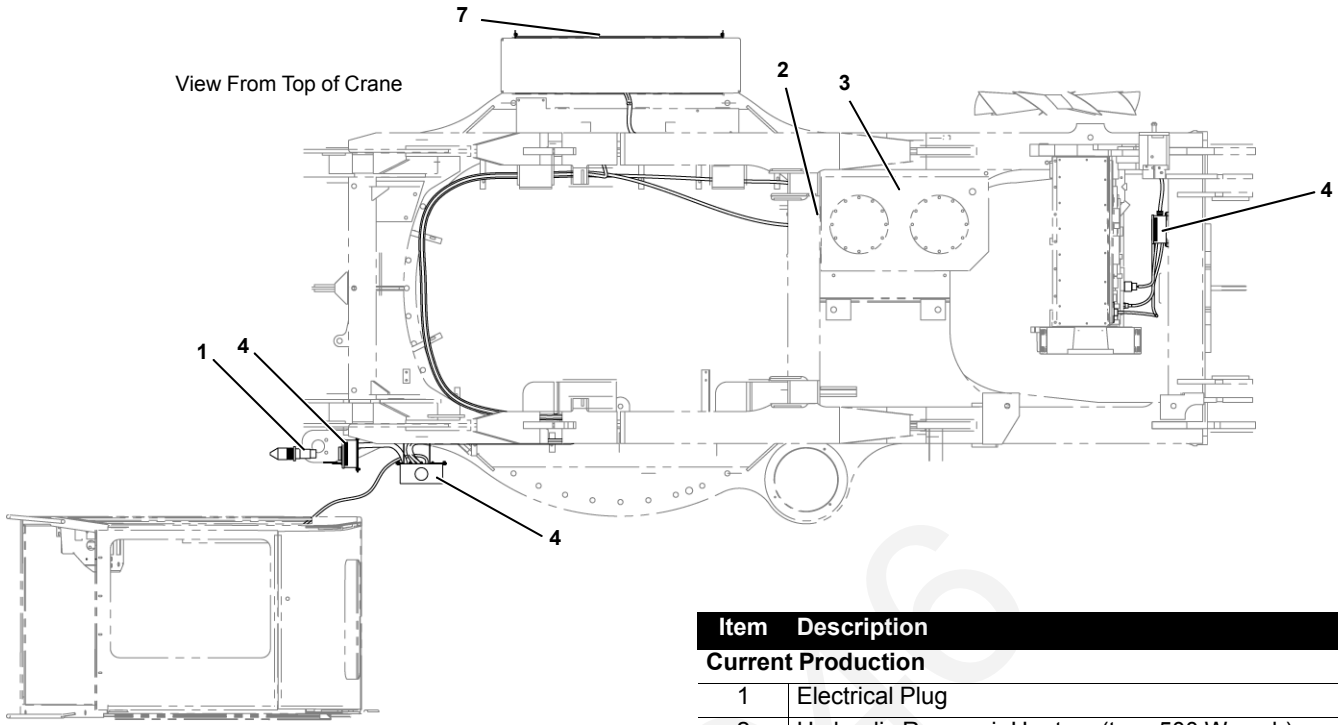 7
View From Top of Crane
2
3
4
1
4
4
Item Description
Current Production
1 Electrical Plug